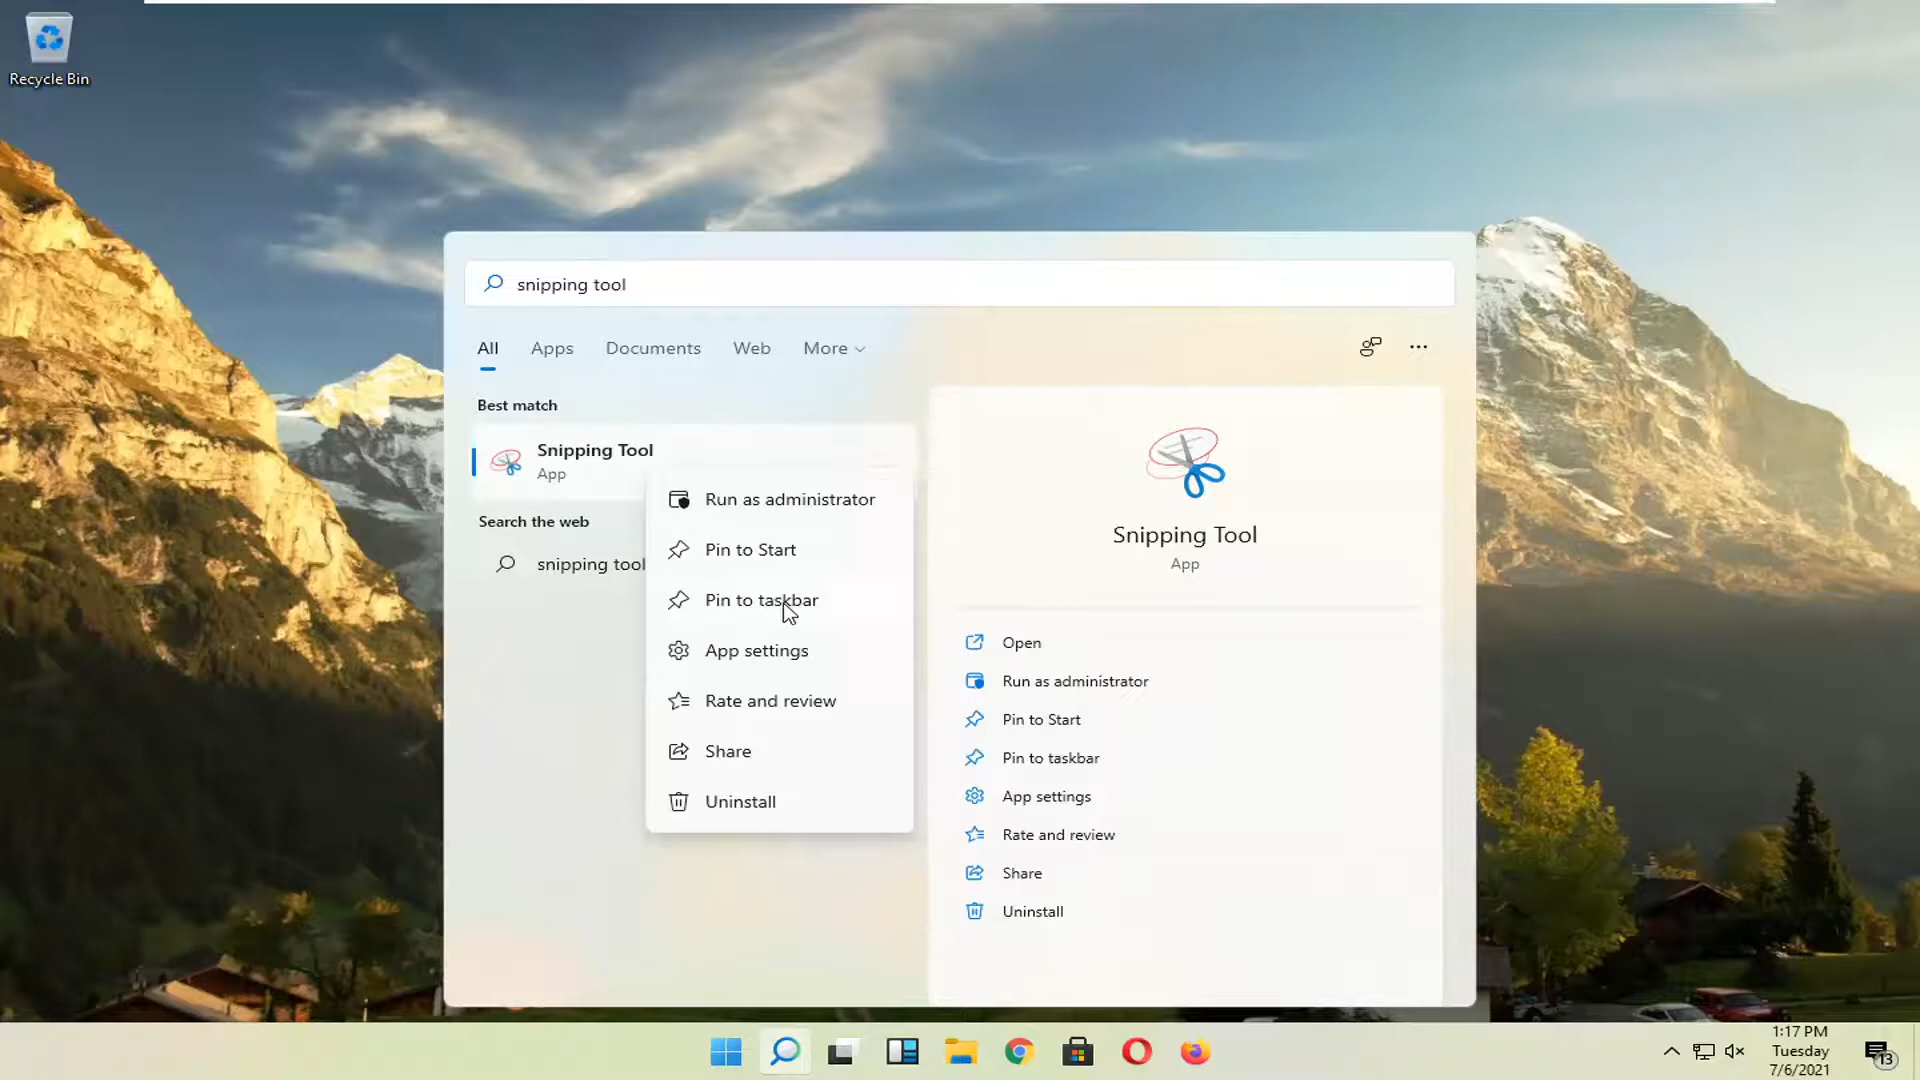 Recycle Bin
snipping tool
All Apps Documents Web More
Best match
Snipping Tool
App
Search the web
snipping tool
Run as administrator
Pin to Start
Pin to taskbar
App settings
Rate and review
Share
Uninstall
Snipping Tool
App
Open
Run as administrator
Pin to Start
Pin to taskbar
App settings
Rate and review
Share
Uninstall
1:17 PM
Tuesday
7/6/2021
13